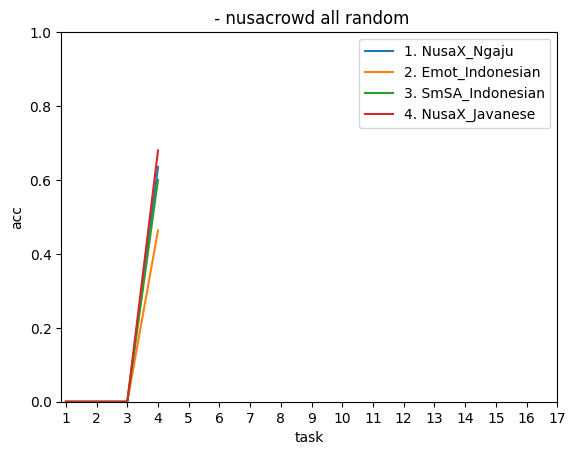 - nusacrowd all random
1.0
0.8
0.6
0.4
0.2
0.0
acc
1. NusaX_Ngaju
2. Emot_Indonesian
3. SmSA_Indonesian
4. NusaX_Javanese
1 2 3 4 5 6 7 8 9 10 11 12 13 14 15 16 17
task